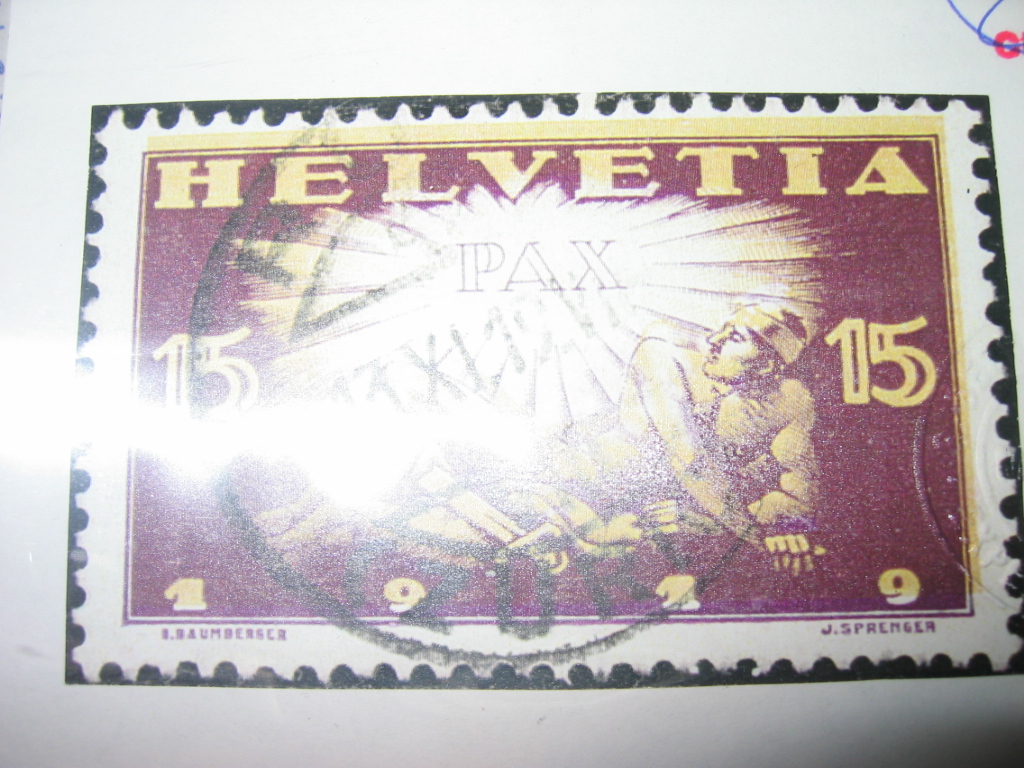 HELVETIA
PAX
15 15
1 9 1 9
O.BAUMBERGER J.SPRENGER